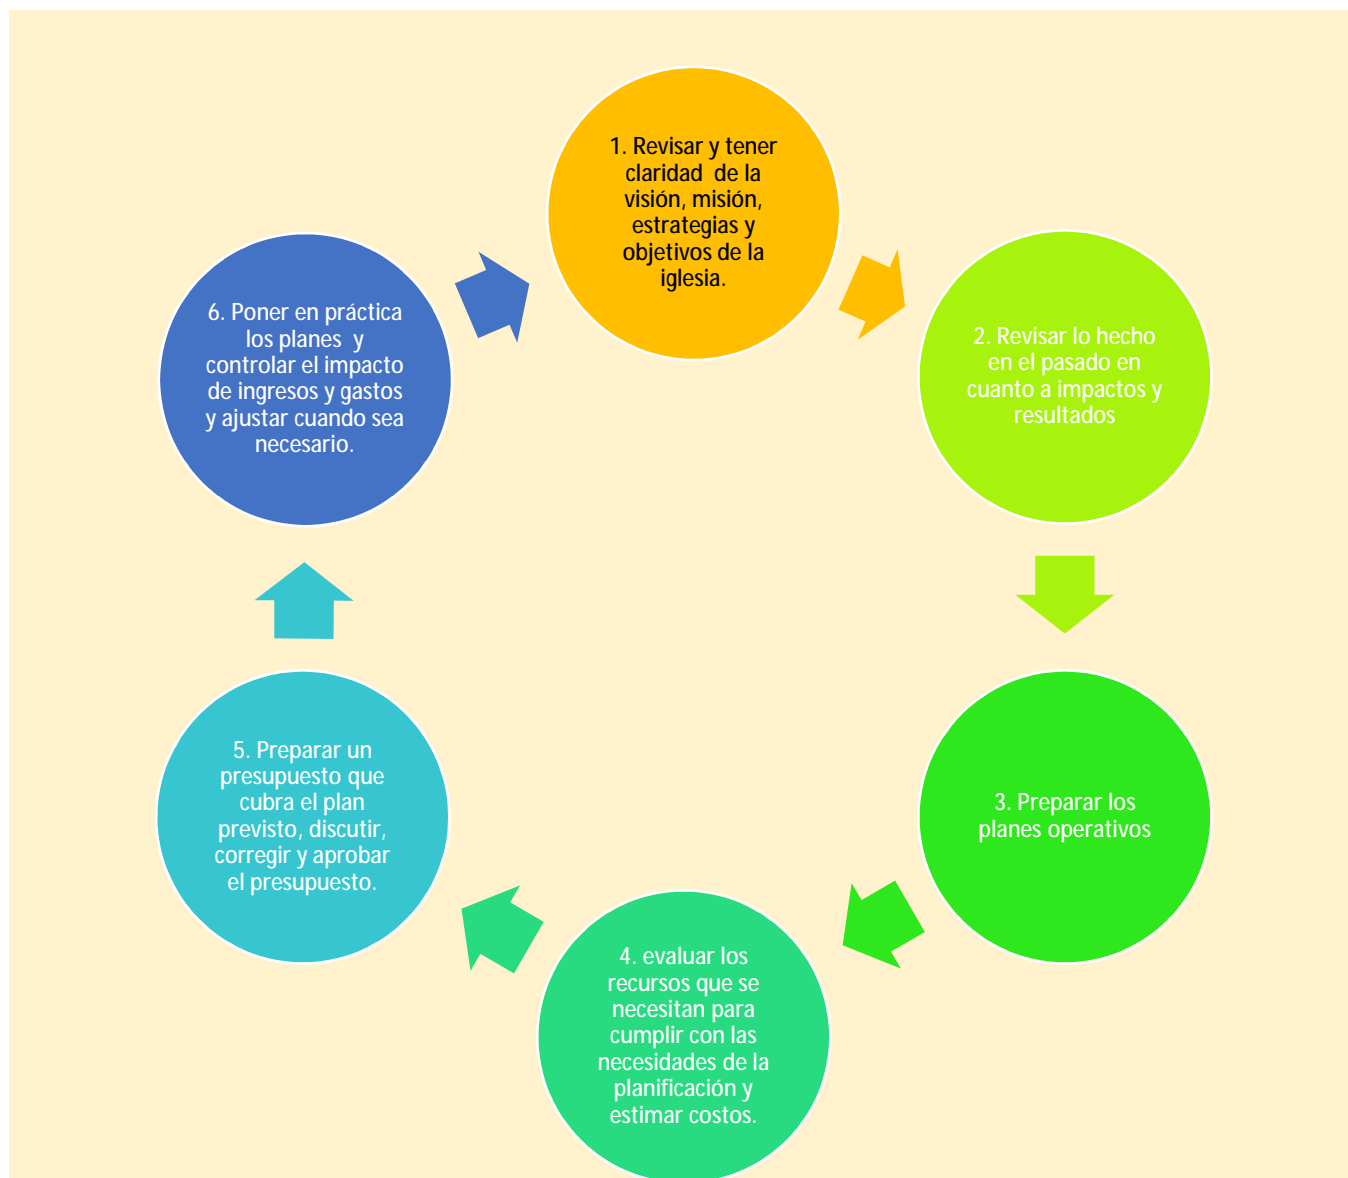 1. Revisar y tener
claridad  de la
visión, misión,
estrategias y
objetivos de la
iglesia.
2. Revisar lo hecho
en el pasado en
cuanto a impactos y
resultados
3. Preparar los
planes operativos
4. evaluar los
recursos que se
necesitan para
cumplir con las
necesidades de la
planificación y
estimar costos.
5. Preparar un
presupuesto que
cubra el plan
previsto, discutir,
corregir y aprobar
el presupuesto.
6. Poner en práctica
los planes  y
controlar el impacto
de ingresos y gastos
y ajustar cuando sea
necesario.